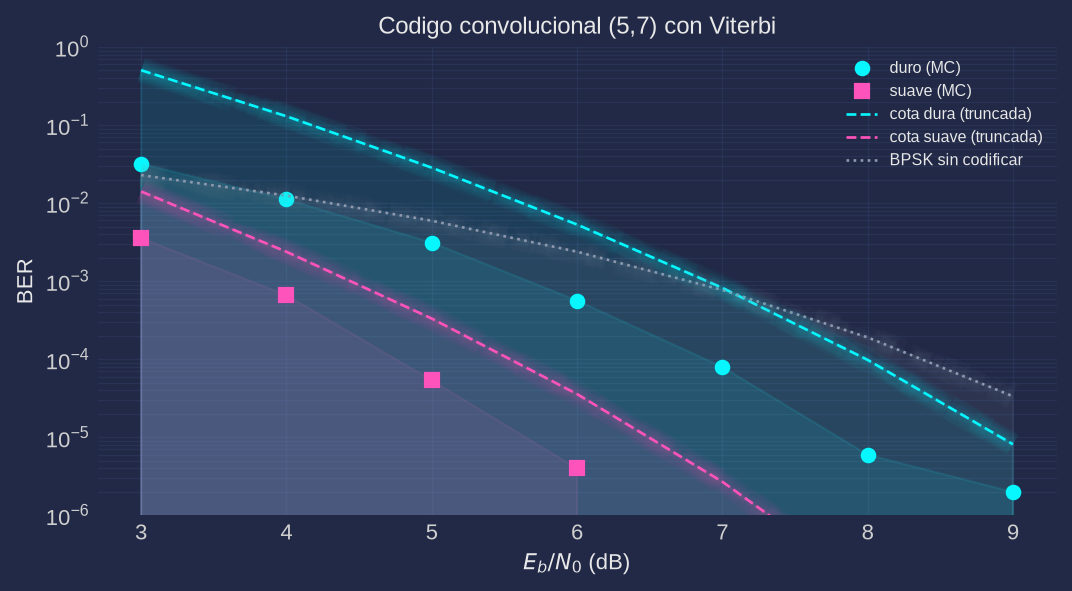 Codigo convolucional (5,7) con Viterbi
10⁰
10⁻¹
10⁻²
10⁻³
10⁻⁴
10⁻⁵
10⁻⁶
BER
duro (MC)
suave (MC)
cota dura (truncada)
cota suave (truncada)
BPSK sin codificar
3 4 5 6 7 8 9
E_b/N_0 (dB)